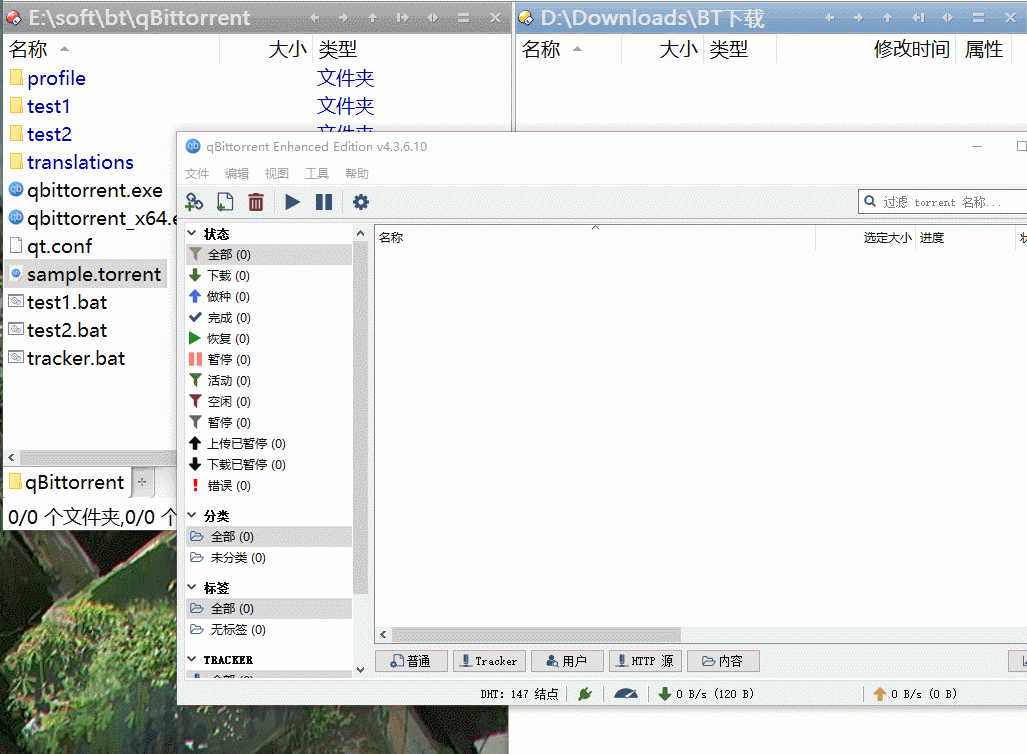 E:\soft\bt\qBittorrent
名称 大小 类型
profile 文件夹
test1 文件夹
test2 文件夹
translations
qbittorrent.exe
qbittorrent_x64.e
qt.conf
sample.torrent
test1.bat
test2.bat
tracker.bat
qBittorrent
0/0 个文件夹,0/0 个
D:\Downloads\BT下载
名称 大小 类型 修改时间 属性
qBittorrent Enhanced Edition v4.3.6.10
文件 编辑 视图 工具 帮助
过滤 torrent 名称...
状态
全部 (0)
下载 (0)
做种 (0)
完成 (0)
恢复 (0)
暂停 (0)
活动 (0)
空闲 (0)
暂停 (0)
上传已暂停 (0)
下载已暂停 (0)
错误 (0)
分类
全部 (0)
未分类 (0)
标签
全部 (0)
无标签 (0)
TRACKER
全部 (0)
名称 选定大小 进度
普通 Tracker 用户 HTTP 源 内容
DHT: 147 结点 0 B/s (120 B) 0 B/s (0 B)